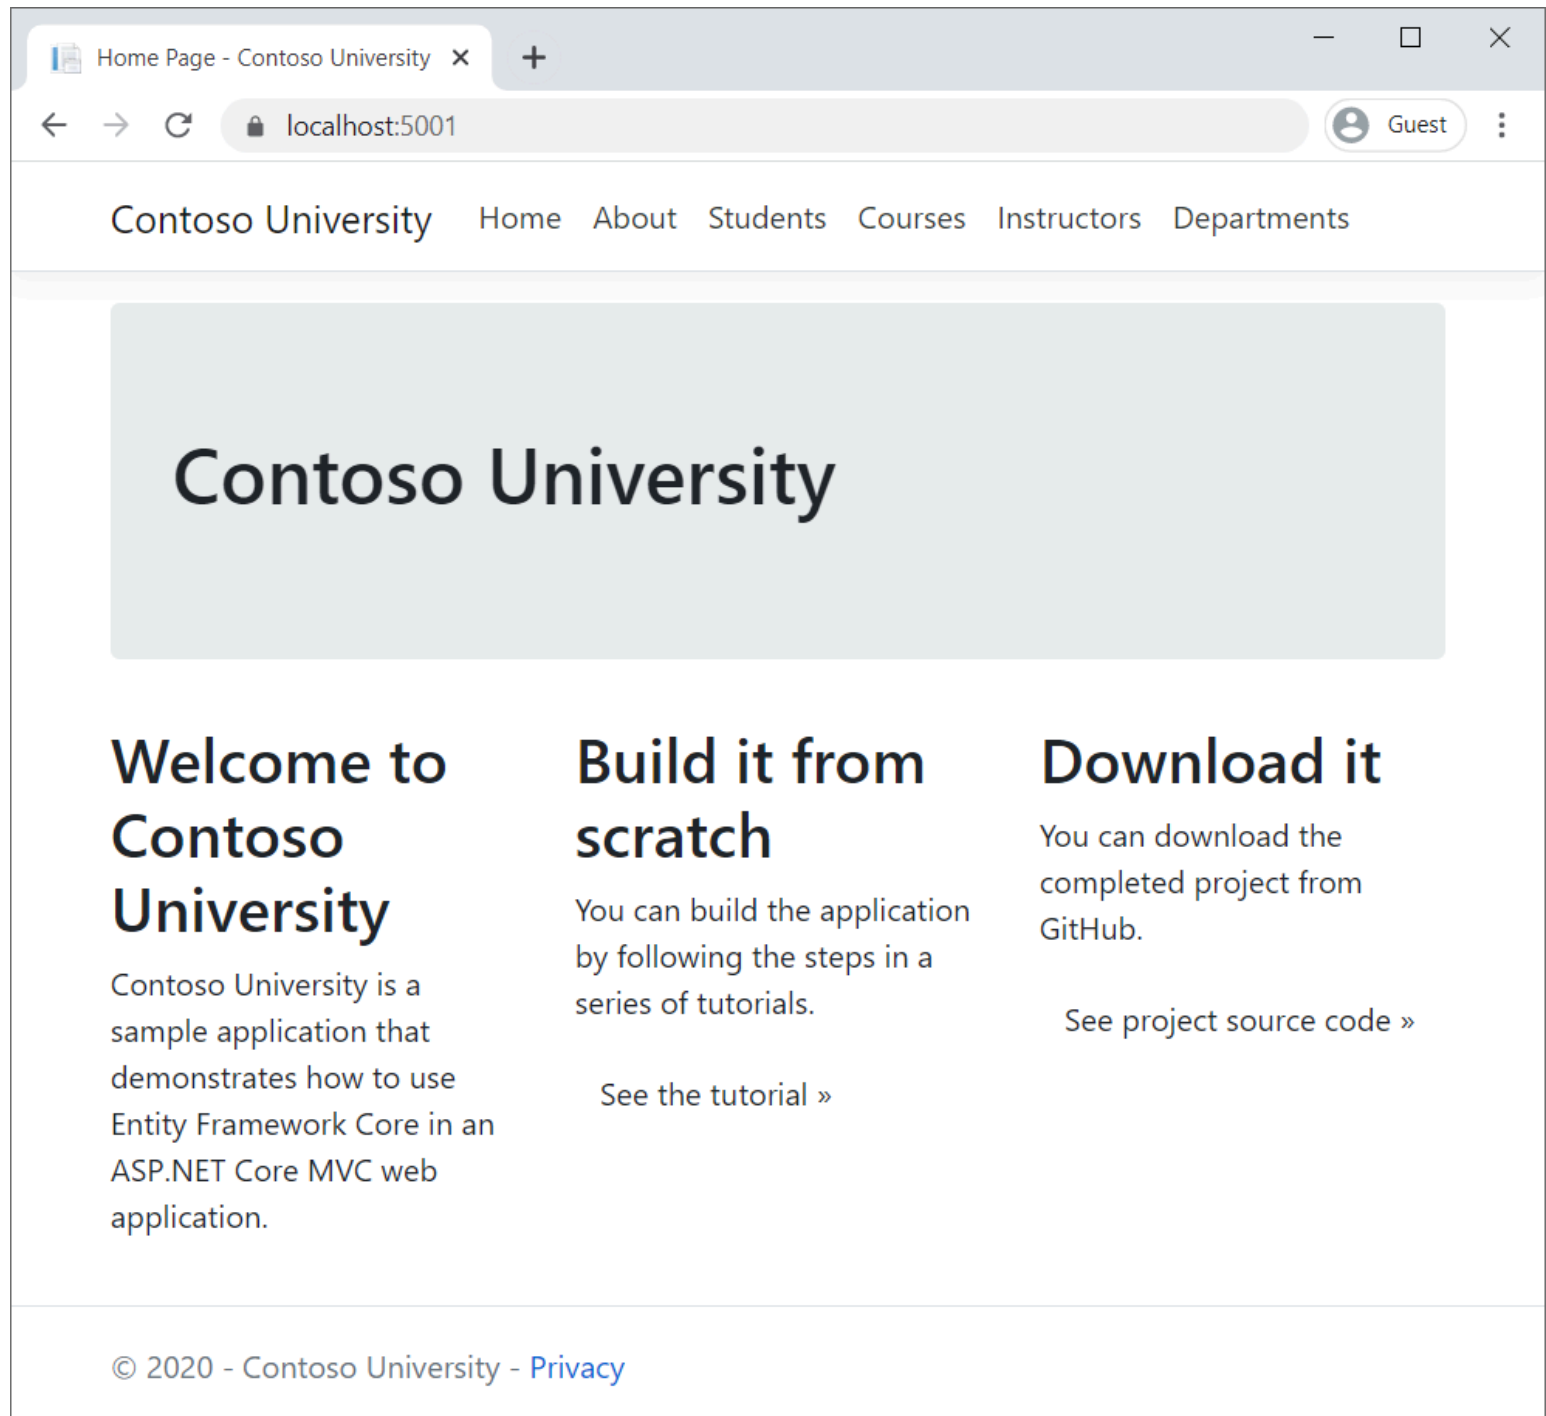 Home Page - Contoso University
localhost:5001
Guest
Contoso University Home About Students Courses Instructors Departments
Contoso University
Welcome to
Contoso
University
Contoso University is a
sample application that
demonstrates how to use
Entity Framework Core in an
ASP.NET Core MVC web
application.
Build it from
scratch
You can build the application
by following the steps in a
series of tutorials.
See the tutorial »
Download it
You can download the
completed project from
GitHub.
See project source code »
© 2020 - Contoso University - Privacy